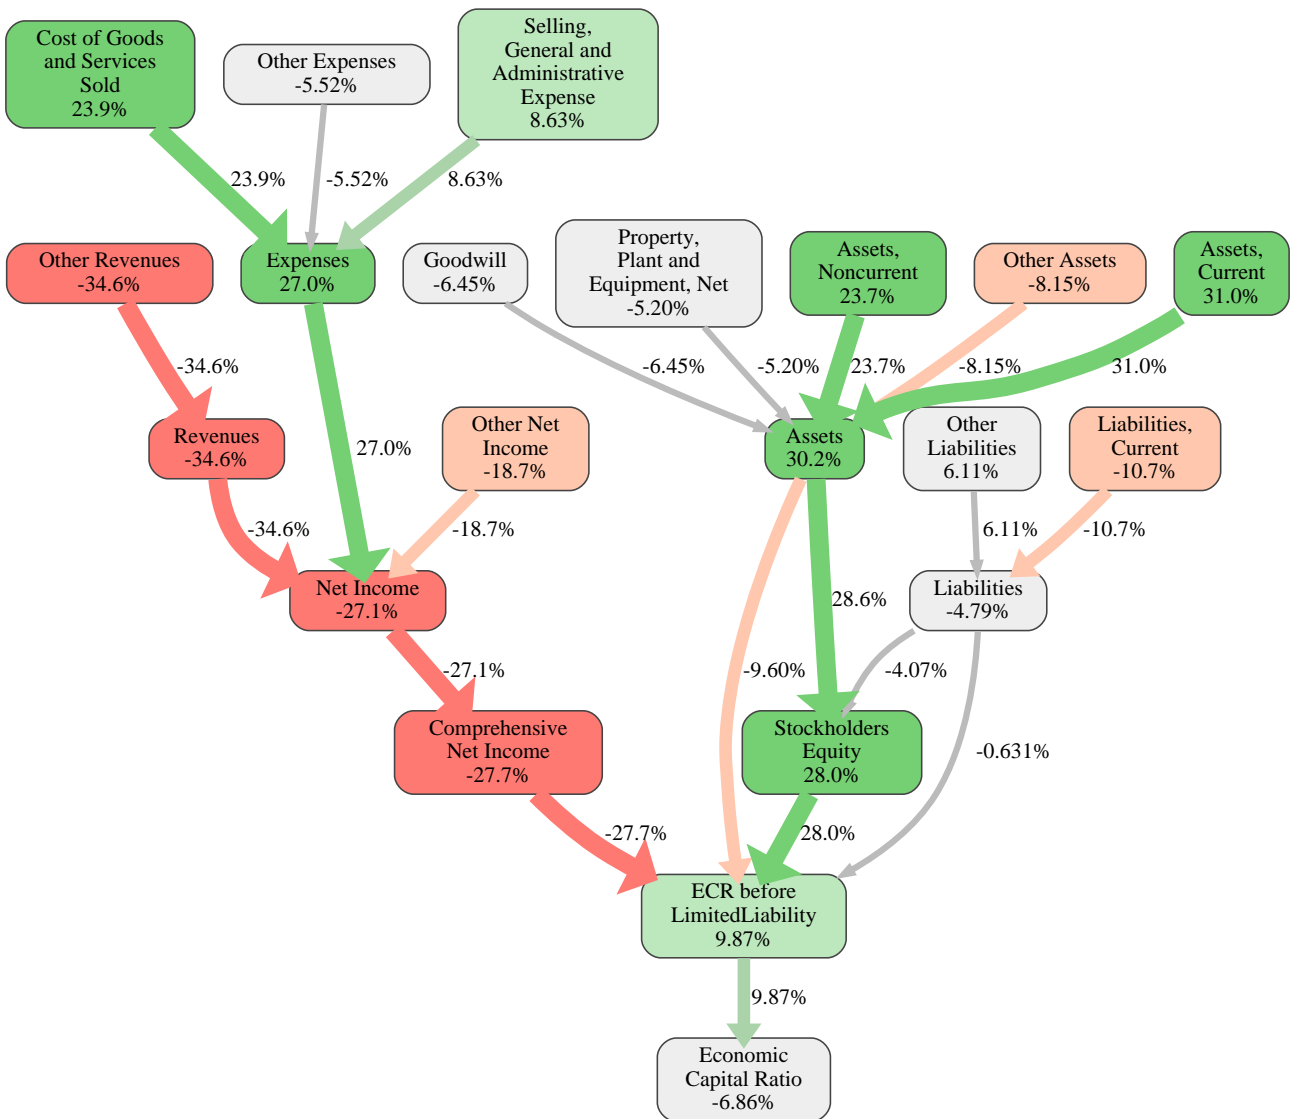 Cost of Goods
and Services
Sold
23.9%
Other Expenses
-5.52%
Selling,
General and
Administrative
Expense
8.63%
23.9%
-5.52%
8.63%
Other Revenues
-34.6%
Expenses
27.0%
Goodwill
-6.45%
Property,
Plant and
Equipment, Net
-5.20%
Assets,
Noncurrent
23.7%
Other Assets
-8.15%
Assets,
Current
31.0%
-34.6%
-6.45%
-5.20%
23.7%
-8.15%
31.0%
Revenues
-34.6%
27.0%
Other Net
Income
-18.7%
Assets
30.2%
Other
Liabilities
6.11%
Liabilities,
Current
-10.7%
-34.6%
-18.7%
6.11%
-10.7%
Net Income
-27.1%
28.6%
Liabilities
-4.79%
-27.1%
-9.60%
-4.07%
Comprehensive
Net Income
-27.7%
Stockholders
Equity
28.0%
-0.631%
-27.7%
28.0%
ECR before
LimitedLiability
9.87%
9.87%
Economic
Capital Ratio
-6.86%